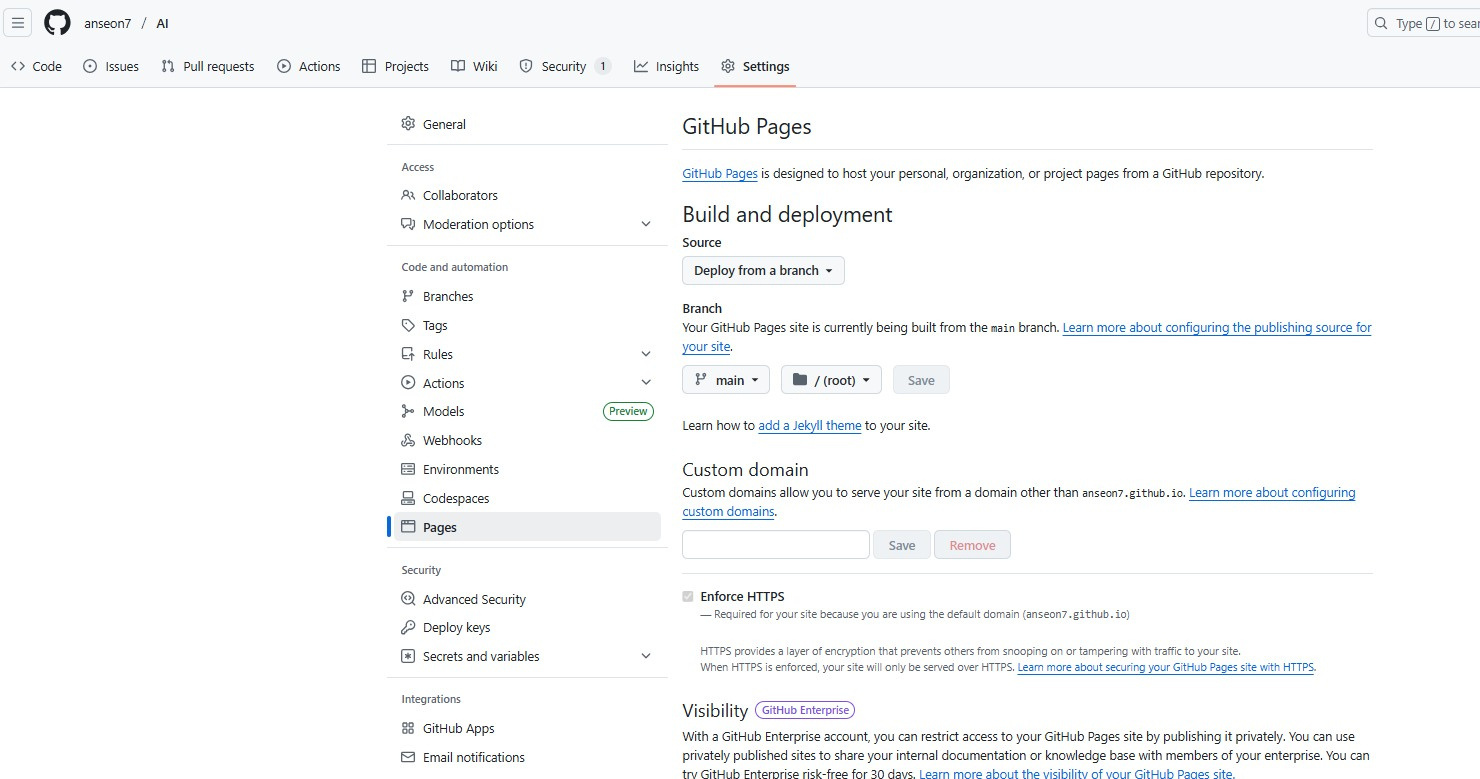 anseon7 / AI
Type / to sear
Code
Issues
Pull requests
Actions
Projects
Wiki
Security 1
Insights
Settings
General
Access
Collaborators
Moderation options
Code and automation
Branches
Tags
Rules
Actions
Models Preview
Webhooks
Environments
Codespaces
Pages
Security
Advanced Security
Deploy keys
Secrets and variables
Integrations
GitHub Apps
Email notifications
GitHub Pages
GitHub Pages is designed to host your personal, organization, or project pages from a GitHub repository.
Build and deployment
Source
Deploy from a branch
Branch
Your GitHub Pages site is currently being built from the main branch. Learn more about configuring the publishing source for
your site.
main / (root) Save
Learn how to add a Jekyll theme to your site.
Custom domain
Custom domains allow you to serve your site from a domain other than anseon7.github.io. Learn more about configuring
custom domains.
Save Remove
Enforce HTTPS
— Required for your site because you are using the default domain (anseon7.github.io)
HTTPS provides a layer of encryption that prevents others from snooping on or tampering with traffic to your site.
When HTTPS is enforced, your site will only be served over HTTPS. Learn more about securing your GitHub Pages site with HTTPS.
Visibility GitHub Enterprise
With a GitHub Enterprise account, you can restrict access to your GitHub Pages site by publishing it privately. You can use
privately published sites to share your internal documentation or knowledge base with members of your enterprise. You can
try GitHub Enterprise risk-free for 30 days. Learn more about the visibility of your GitHub Pages site.